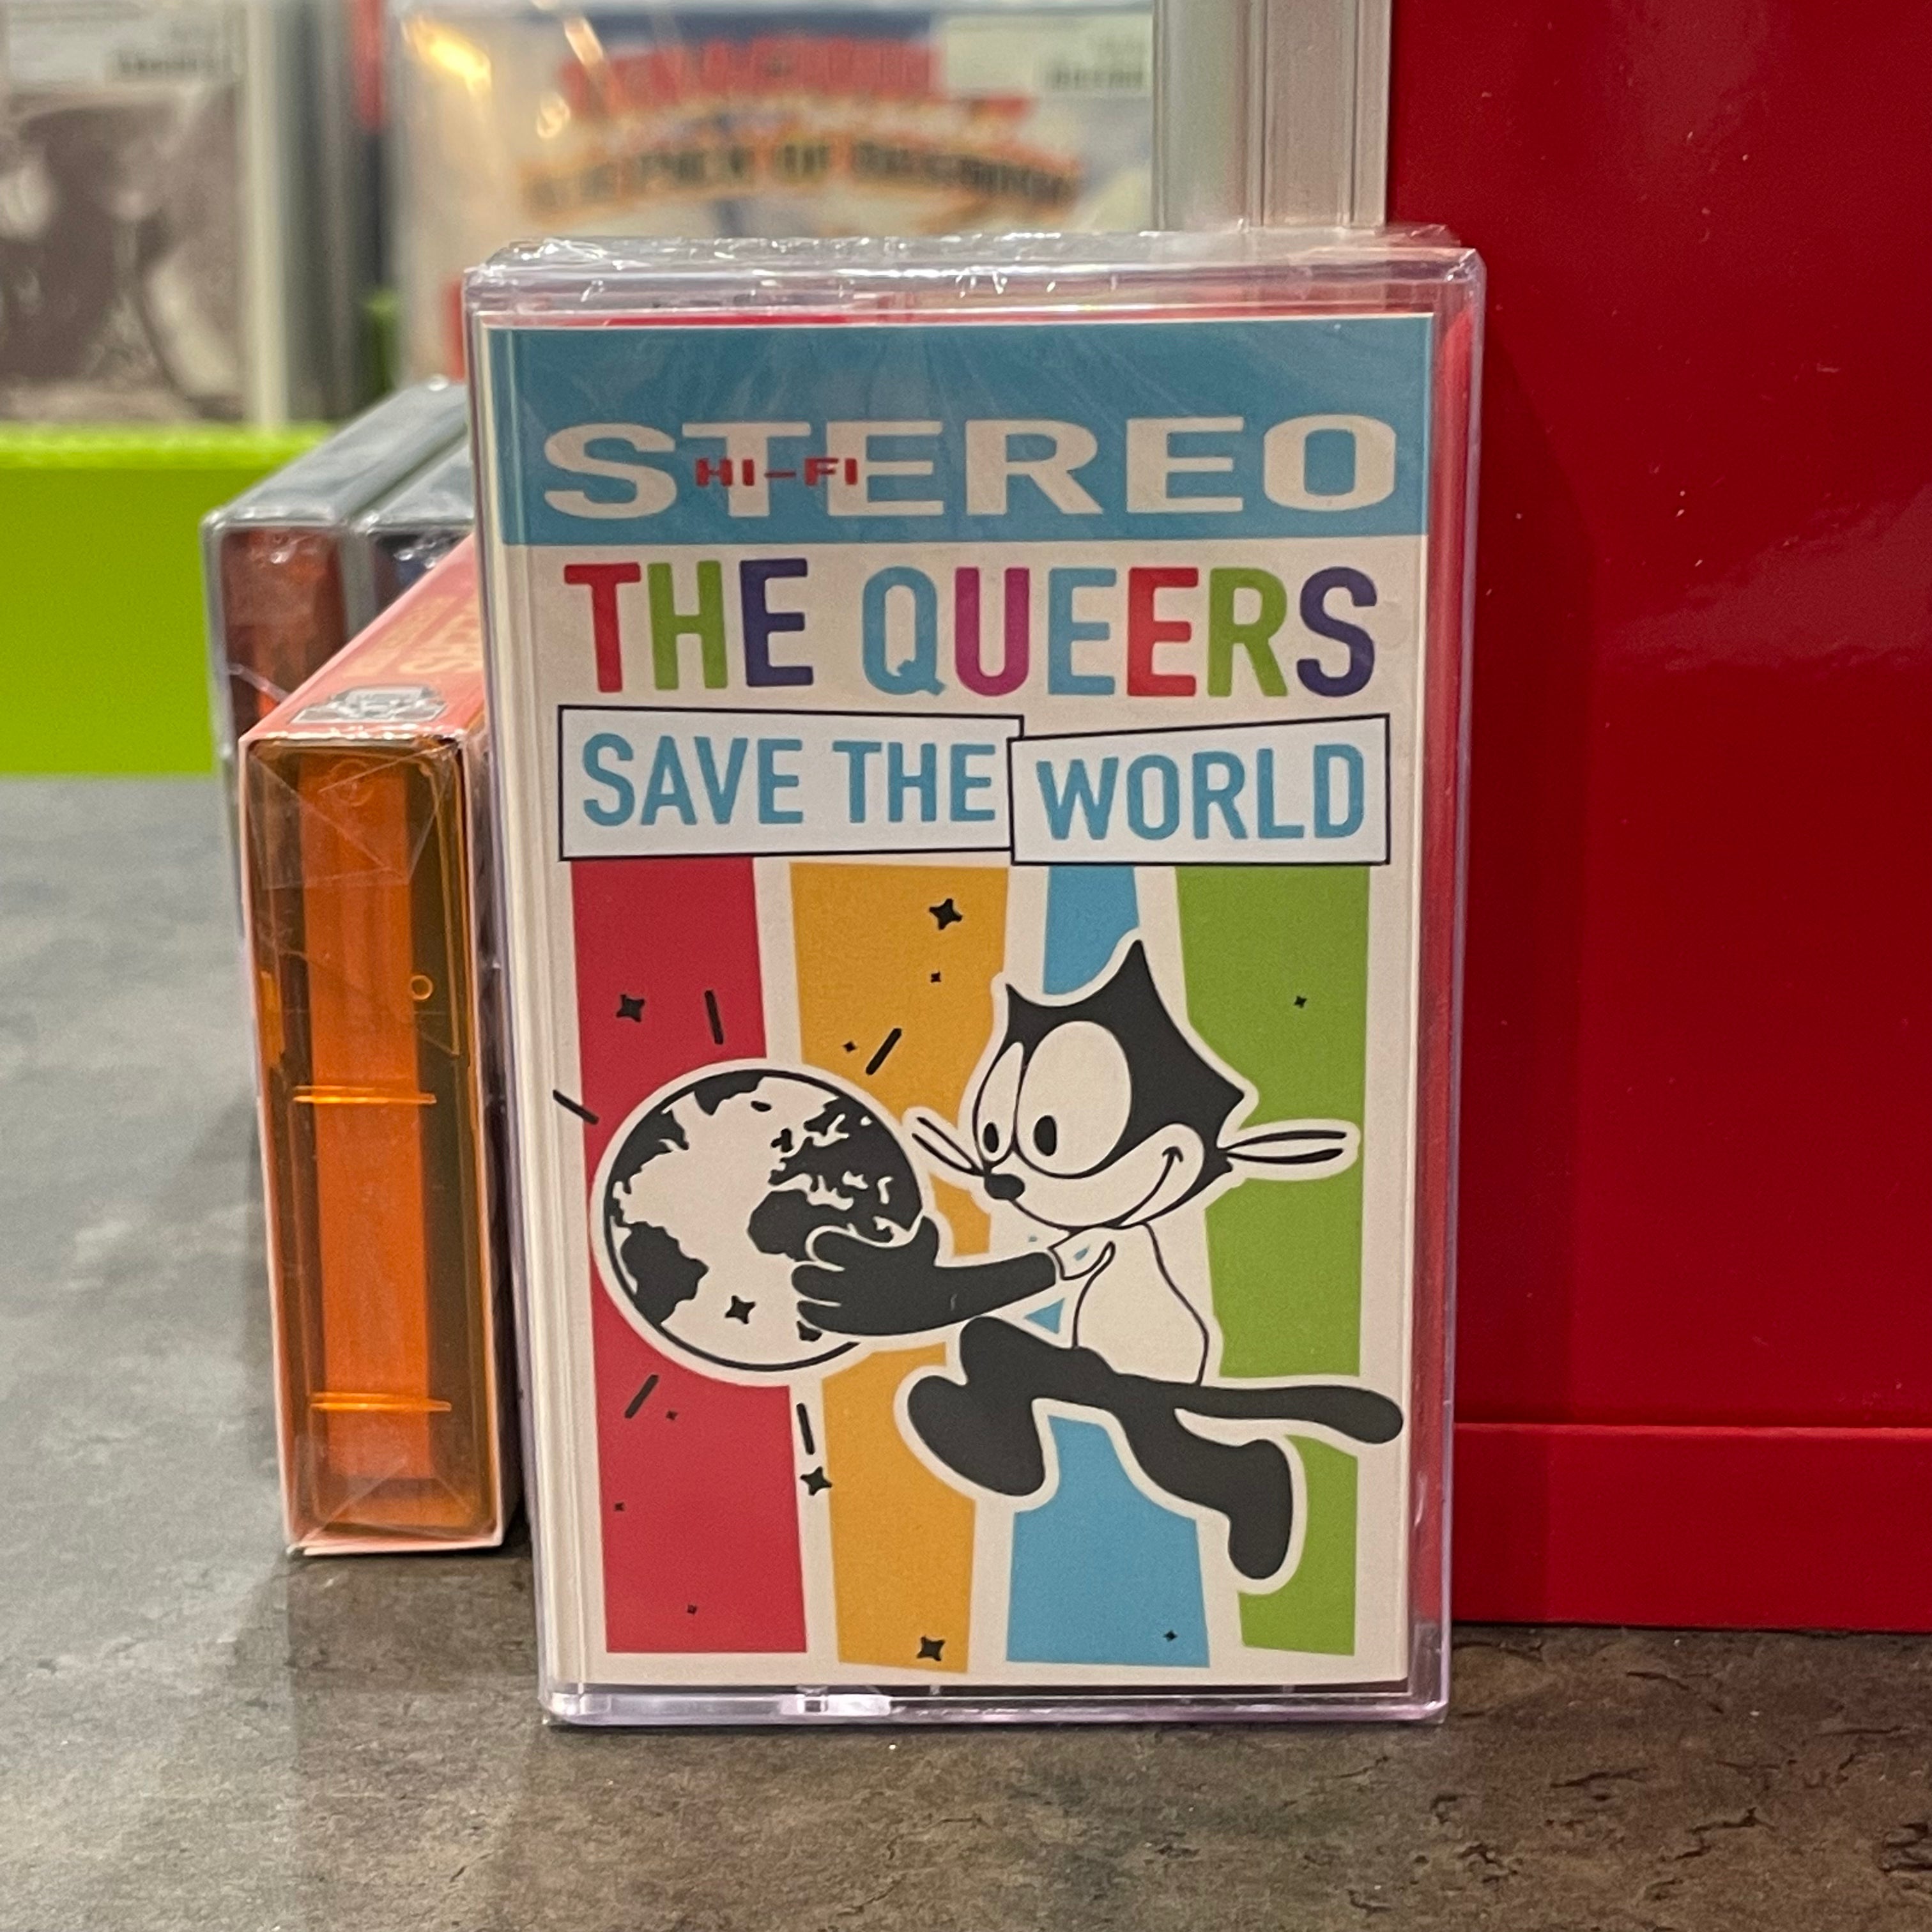 STEREO
HI-FI
THE QUEERS
SAVE THE WORLD